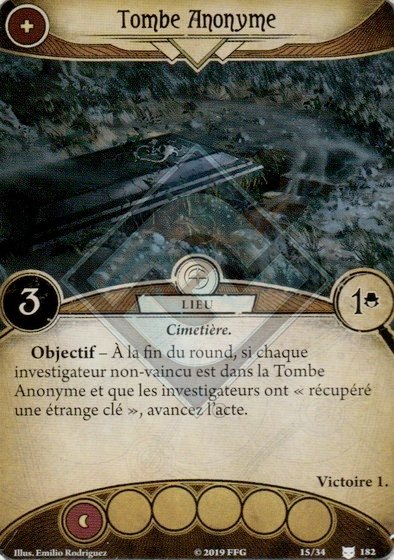 Tombe Anonyme
3
1
LIEU
Cimetière.
Objectif – À la fin du round, si chaque
investigateur non-vaincu est dans la Tombe
Anonyme et que les investigateurs ont « récupéré
une étrange clé », avancez l'acte.
Victoire 1.
Illus. Emilio Rodriguez © 2019 FFG 15/34 182